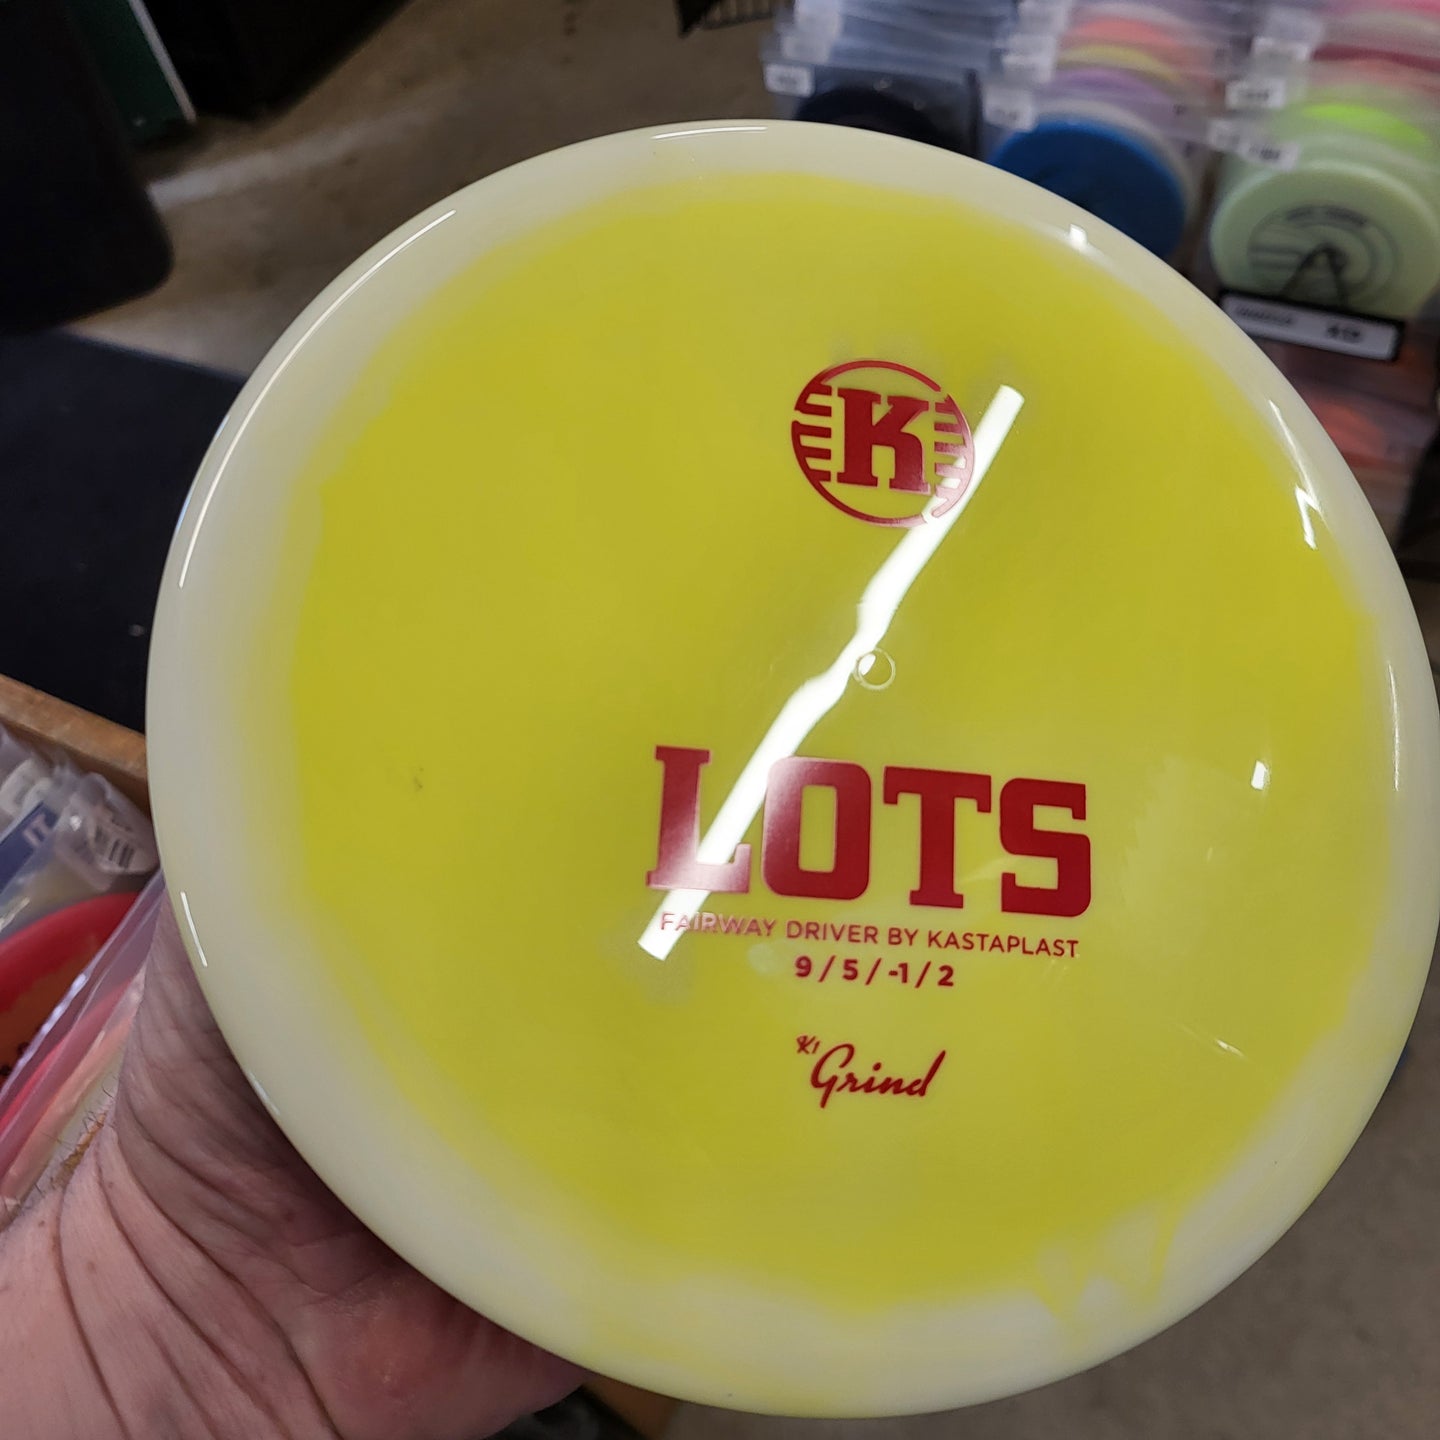 K
LOTS
FAIRWAY DRIVER BY KASTAPLAST
9 / 5 / -1 / 2
K1 Grind